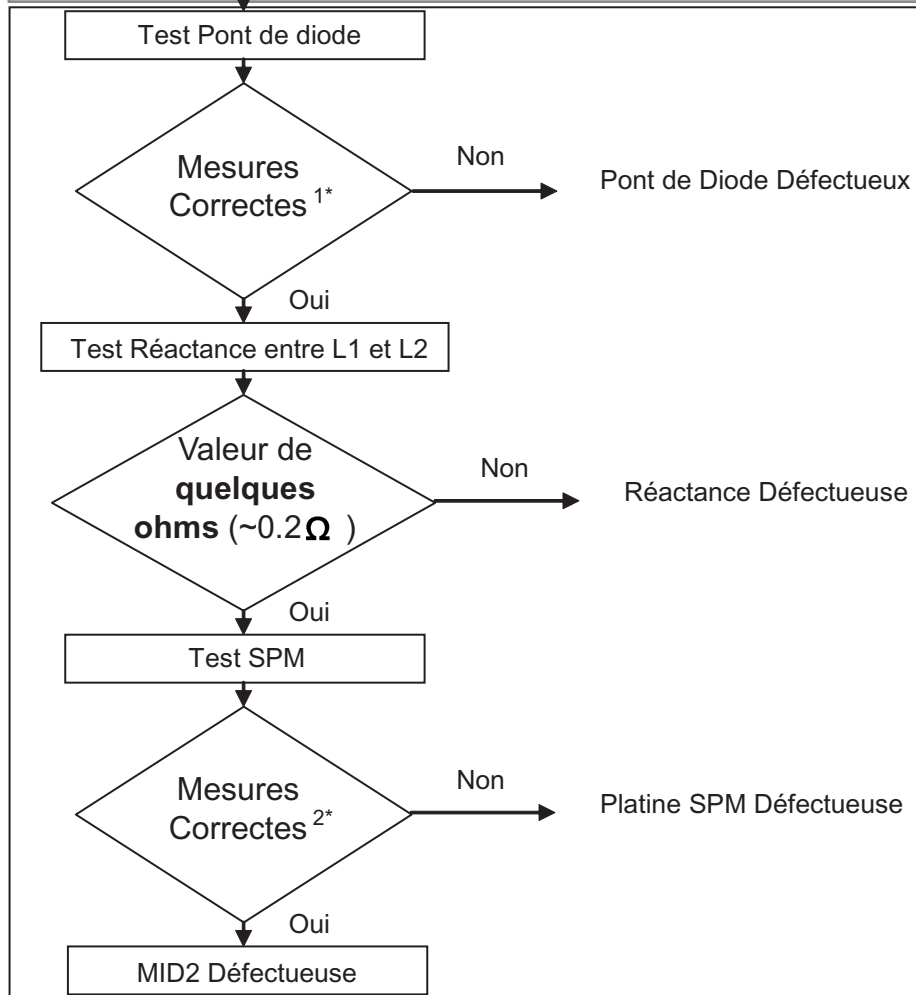 Test Pont de diode
Mesures
Correctes 1*
Non
Pont de Diode Défectueux
Oui
Test Réactance entre L1 et L2
Valeur de
quelques
ohms (~0.2Ω )
Non
Réactance Défectueuse
Oui
Test SPM
Mesures
Correctes 2*
Non
Platine SPM Défectueuse
Oui
MID2 Défectueuse